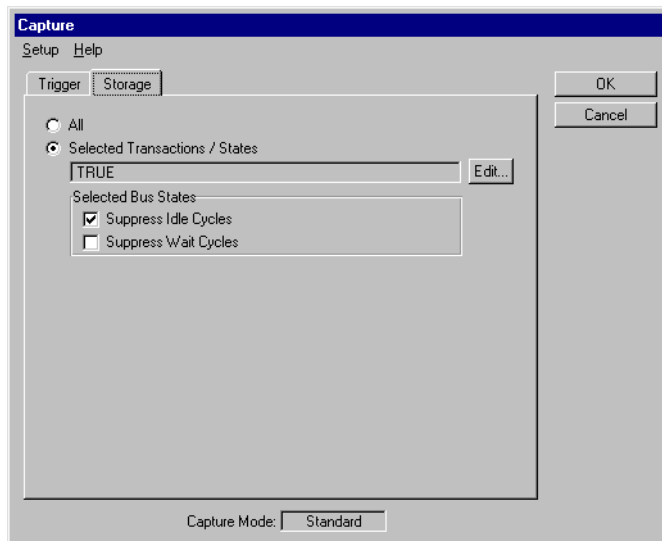 Capture
Setup Help
Trigger Storage
OK
Cancel
All
Selected Transactions / States
TRUE
Edit...
Selected Bus States
Suppress Idle Cycles
Suppress Wait Cycles
Capture Mode: Standard